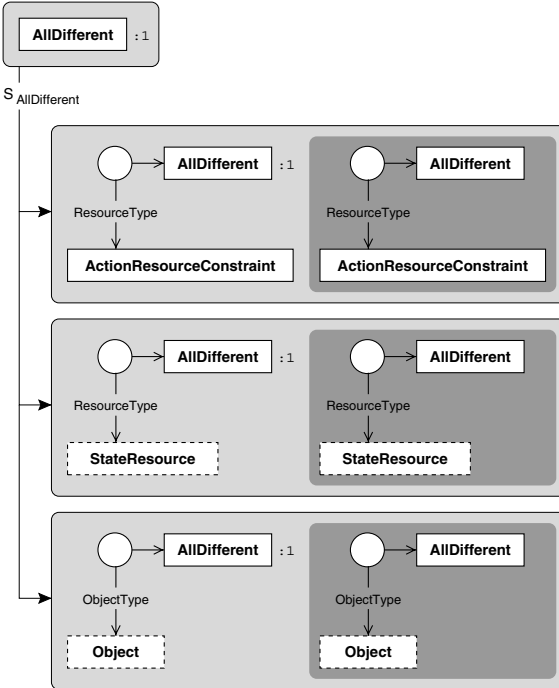 AllDifferent :1
S AllDifferent
AllDifferent :1 AllDifferent
ResourceType ResourceType
ActionResourceConstraint ActionResourceConstraint
AllDifferent :1 AllDifferent
ResourceType ResourceType
StateResource StateResource
AllDifferent :1 AllDifferent
ObjectType ObjectType
Object Object